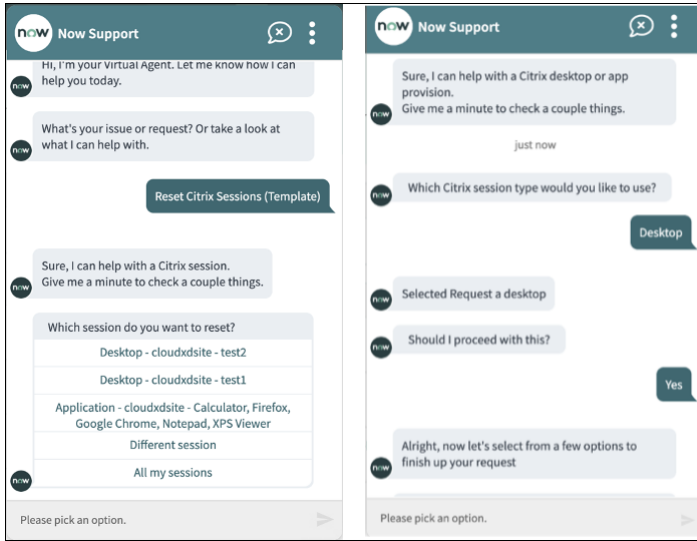 now Now Support
Hi, I'm your Virtual Agent. Let me know how I can
help you today.
now
What's your issue or request? Or take a look at
what I can help with.
now
Reset Citrix Sessions (Template)
Sure, I can help with a Citrix session.
Give me a minute to check a couple things.
now
Which session do you want to reset?
Desktop - cloudxdsite - test2
Desktop - cloudxdsite - test1
Application - cloudxdsite - Calculator, Firefox,
Google Chrome, Notepad, XPS Viewer
Different session
All my sessions
now
Please pick an option.
now Now Support
Sure, I can help with a Citrix desktop or app
provision.
Give me a minute to check a couple things.
now
just now
Which Citrix session type would you like to use?
now
Desktop
Selected Request a desktop
now
Should I proceed with this?
now
Yes
Alright, now let's select from a few options to
finish up your request
now
Please pick an option.